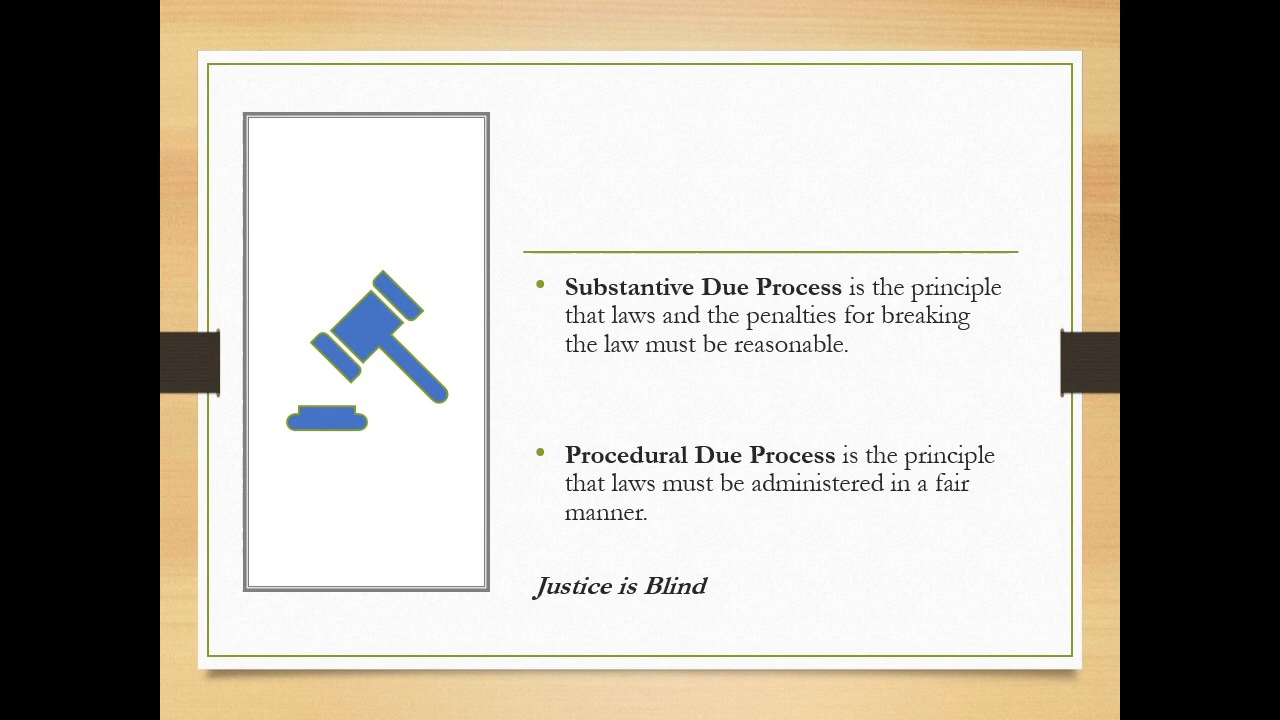 Substantive Due Process is the principle
that laws and the penalties for breaking
the law must be reasonable.
Procedural Due Process is the principle
that laws must be administered in a fair
manner.
Justice is Blind